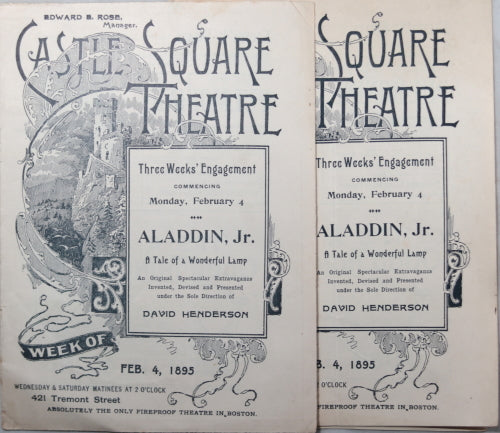 EDWARD E. ROSE,
Manager.
CASTLE SQUARE
THEATRE
Three Weeks' Engagement
COMMENCING
Monday, February 4
ALADDIN, Jr.
A Tale of a Wonderful Lamp
An Original Spectacular Extravaganza
Invented, Devised and Presented
under the Sole Direction of
DAVID HENDERSON
WEEK OF
FEB. 4, 1895
WEDNESDAY & SATURDAY MATINEES AT 2 O'CLOCK
421 Tremont Street
ABSOLUTELY THE ONLY FIREPROOF THEATRE IN BOSTON.
SQUARE
THEATRE
Three Weeks' Engagement
COMMENCING
Monday, February 4
ALADDIN, Jr.
A Tale of a Wonderful Lamp
An Original Spectacular Extravaganza
Invented, Devised and Presented
under the Sole Direction of
DAVID HENDERSON
B. 4, 1895
2 O'CLOCK
FIREPROOF THEATRE IN BOSTON.